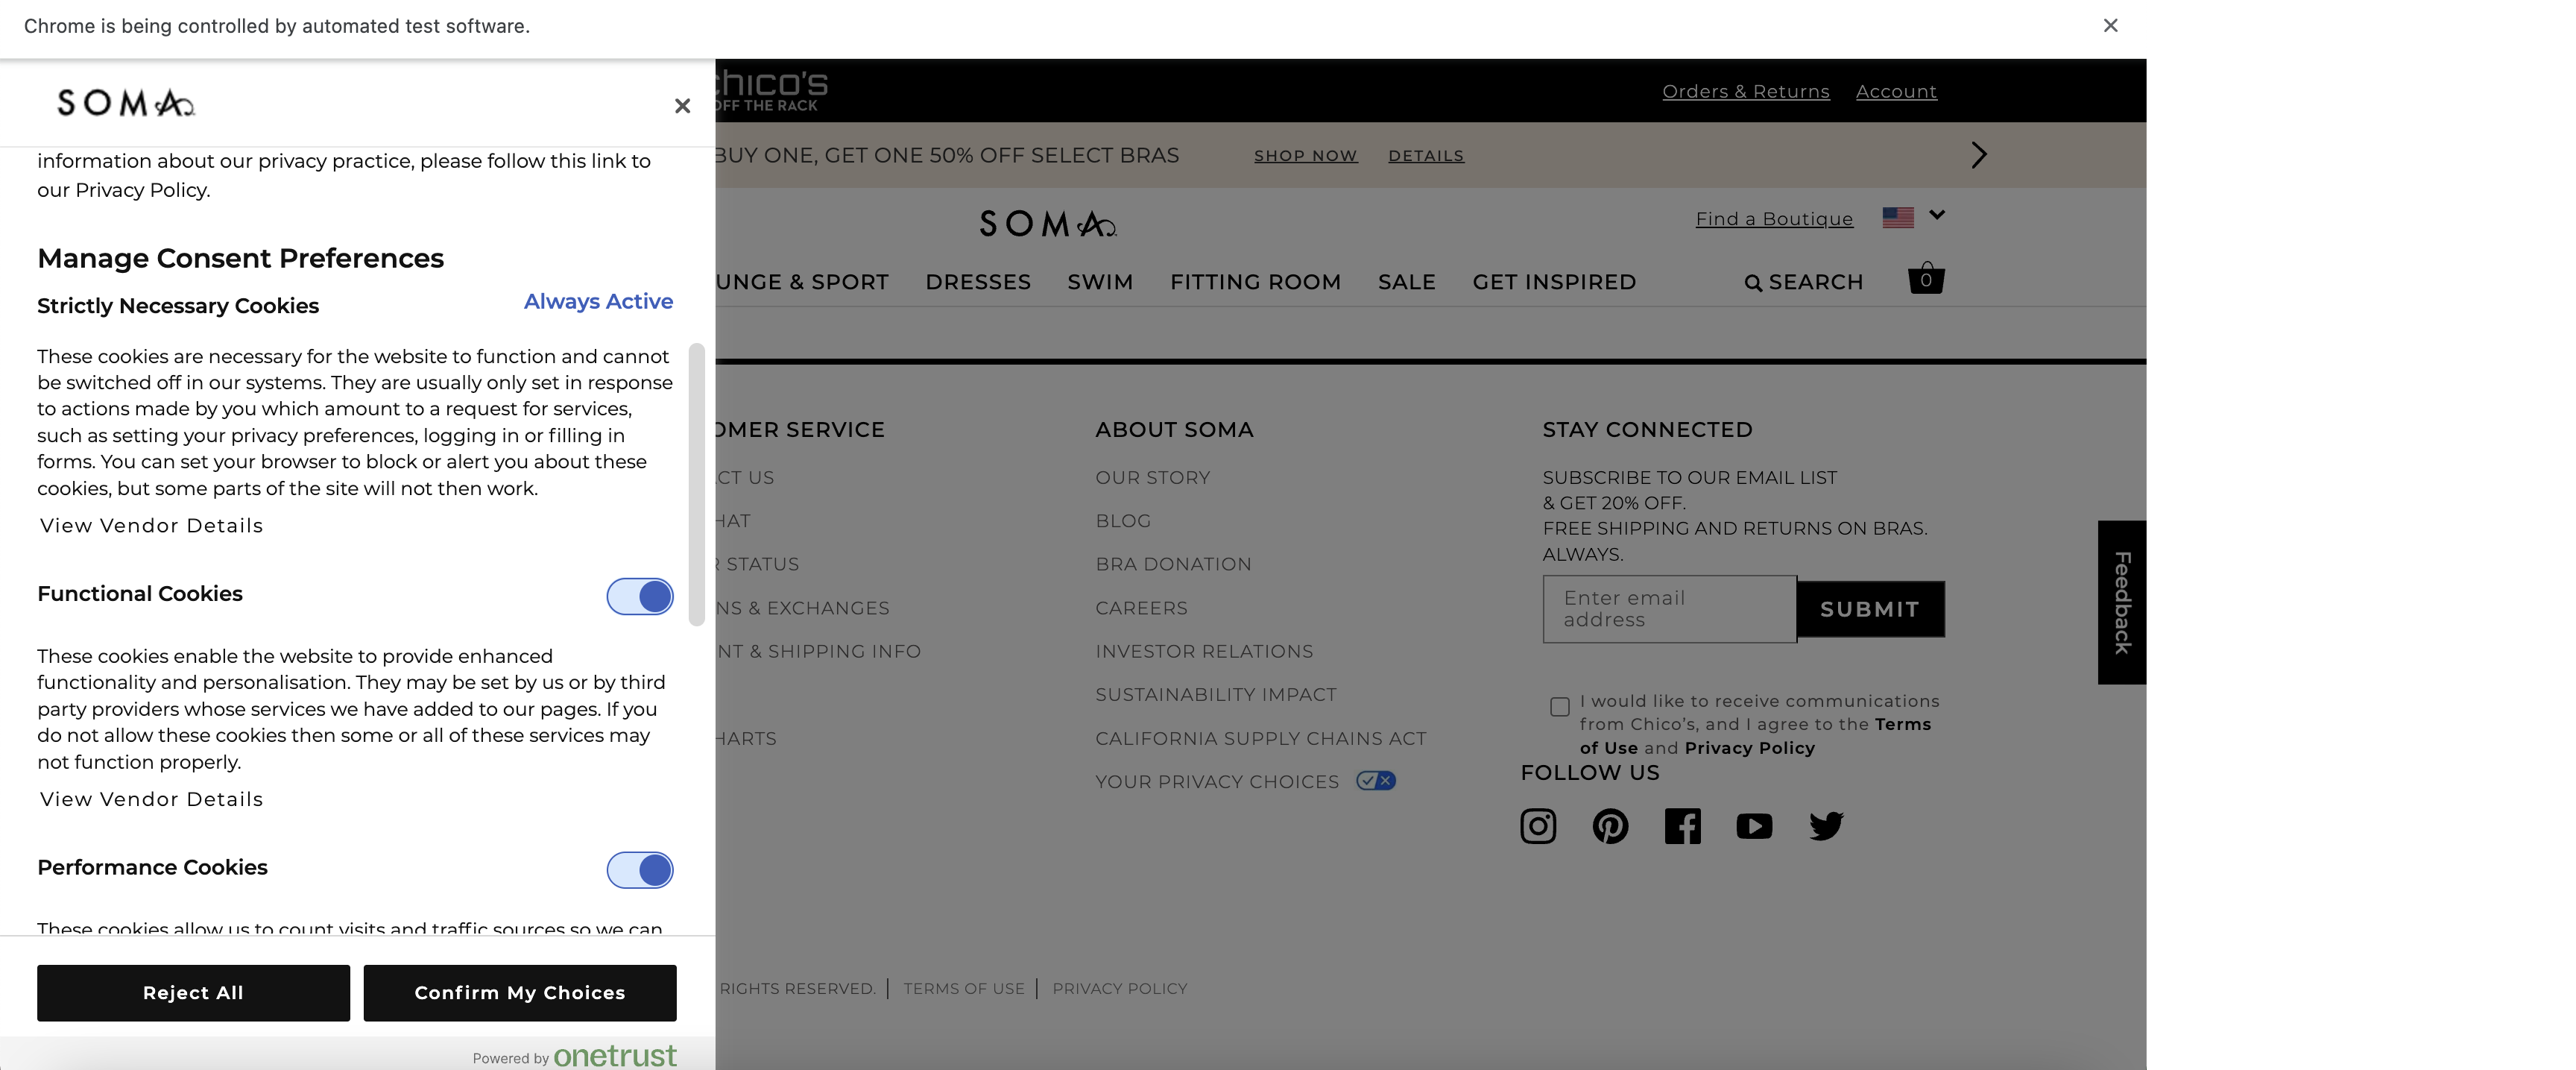 Chrome is being controlled by automated test software.
SOMA
information about our privacy practice, please follow this link to
our Privacy Policy.
Manage Consent Preferences
Strictly Necessary Cookies
Always Active
These cookies are necessary for the website to function and cannot
be switched off in our systems. They are usually only set in response
to actions made by you which amount to a request for services,
such as setting your privacy preferences, logging in or filling in
forms. You can set your browser to block or alert you about these
cookies, but some parts of the site will not then work.
View Vendor Details
Functional Cookies
These cookies enable the website to provide enhanced
functionality and personalisation. They may be set by us or by third
party providers whose services we have added to our pages. If you
do not allow these cookies then some or all of these services may
not function properly.
View Vendor Details
Performance Cookies
These cookies allow us to count visits and traffic sources so we can
Reject All
Confirm My Choices
Powered by onetrust
chico's
OFF THE RACK
Orders & Returns
Account
BUY ONE, GET ONE 50% OFF SELECT BRAS
SHOP NOW
DETAILS
SOMA
Find a Boutique
UNGE & SPORT
DRESSES
SWIM
FITTING ROOM
SALE
GET INSPIRED
SEARCH
0
OMER SERVICE
CT US
HAT
R STATUS
NS & EXCHANGES
NT & SHIPPING INFO
HARTS
ABOUT SOMA
OUR STORY
BLOG
BRA DONATION
CAREERS
INVESTOR RELATIONS
SUSTAINABILITY IMPACT
CALIFORNIA SUPPLY CHAINS ACT
YOUR PRIVACY CHOICES
STAY CONNECTED
SUBSCRIBE TO OUR EMAIL LIST
& GET 20% OFF.
FREE SHIPPING AND RETURNS ON BRAS.
ALWAYS.
Enter email
address
SUBMIT
I would like to receive communications
from Chico's, and I agree to the Terms
of Use and Privacy Policy
FOLLOW US
Feedback
RIGHTS RESERVED.
TERMS OF USE
PRIVACY POLICY